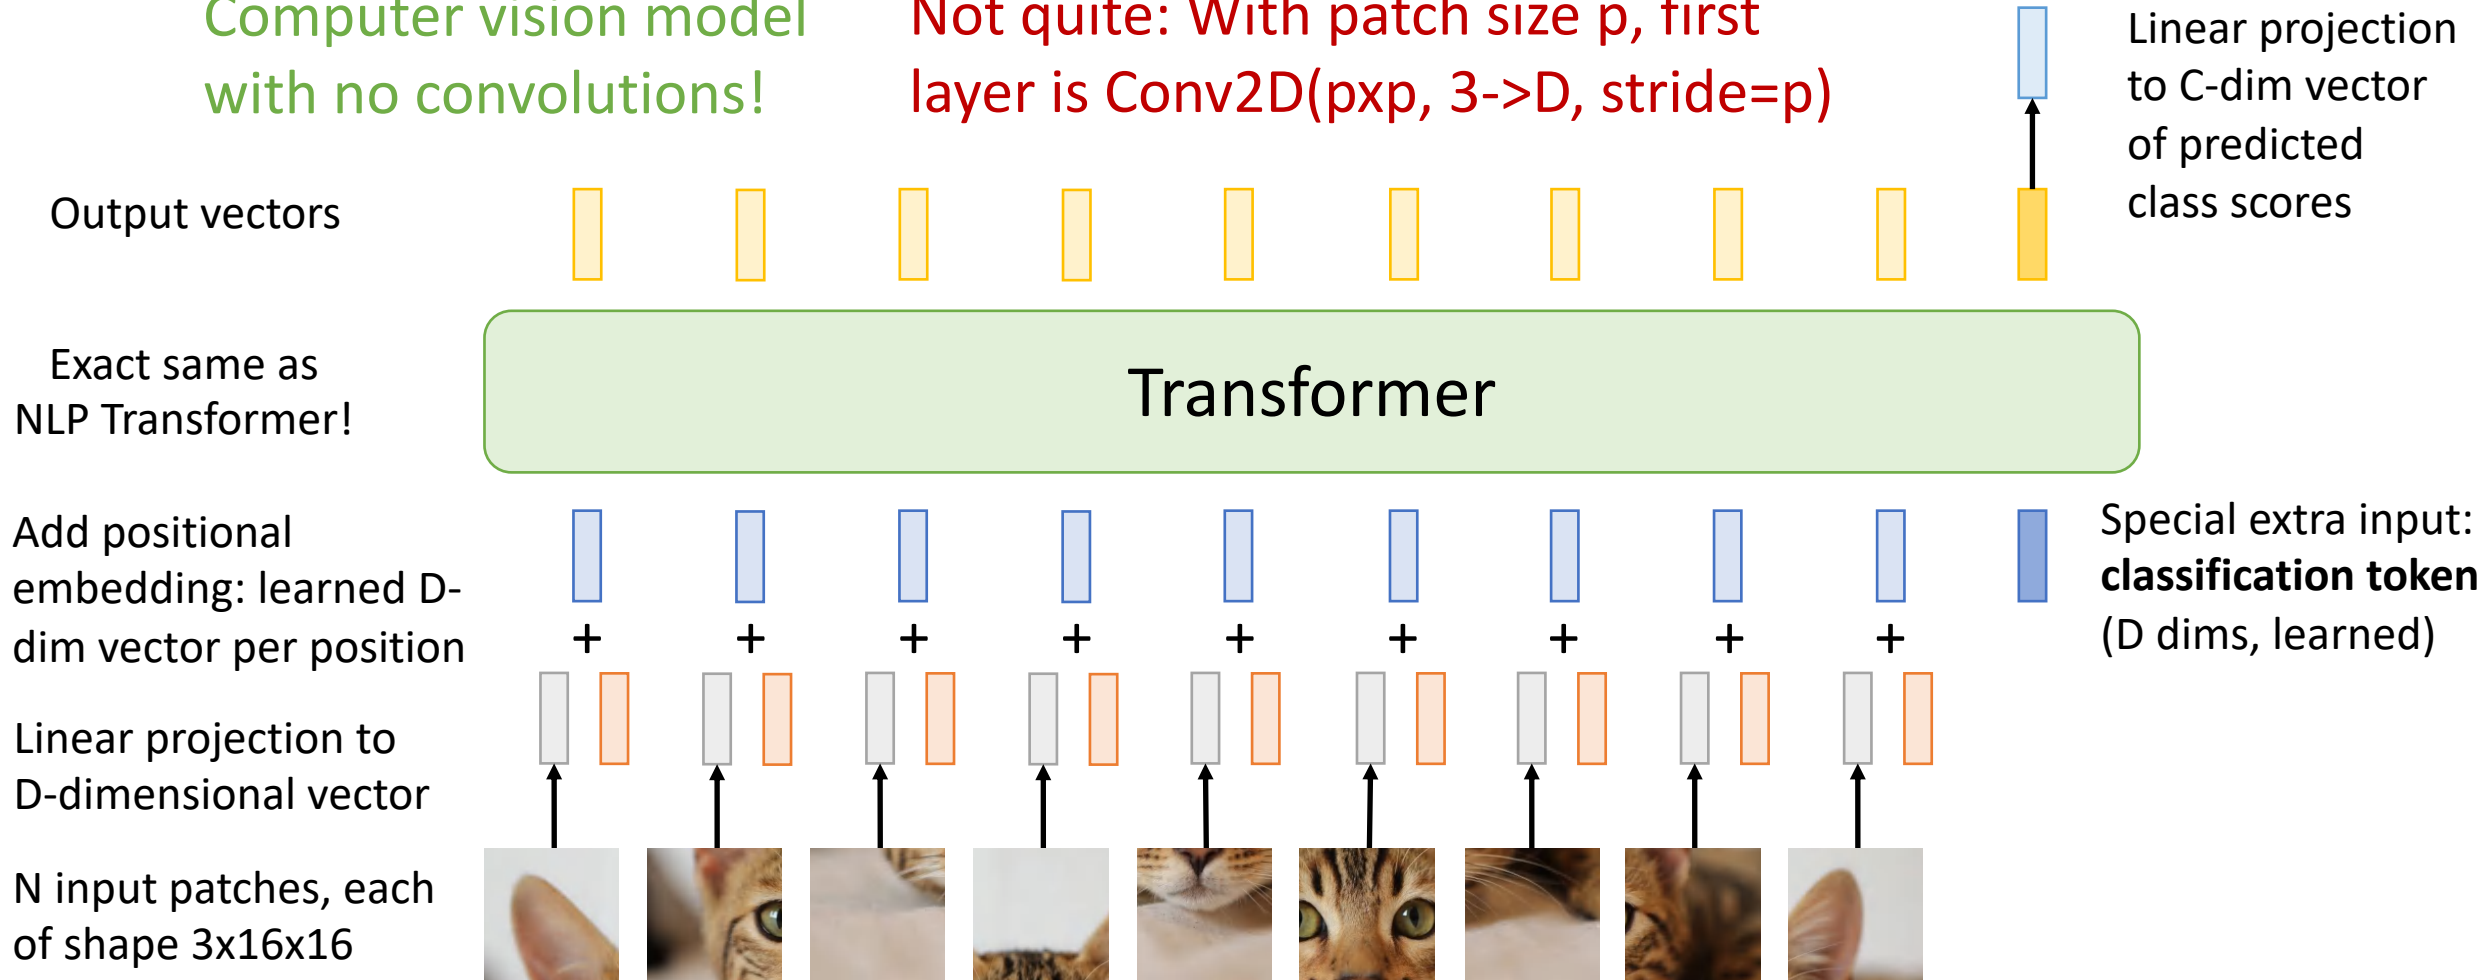 Computer vision model
with no convolutions!
Not quite: With patch size p, first
layer is Conv2D(pxp, 3->D, stride=p)
Linear projection
to C-dim vector
of predicted
class scores
Output vectors
Exact same as
NLP Transformer!
Transformer
Add positional
embedding: learned D-
dim vector per position
Special extra input:
classification token
(D dims, learned)
+ + + + + + + + +
Linear projection to
D-dimensional vector
N input patches, each
of shape 3x16x16